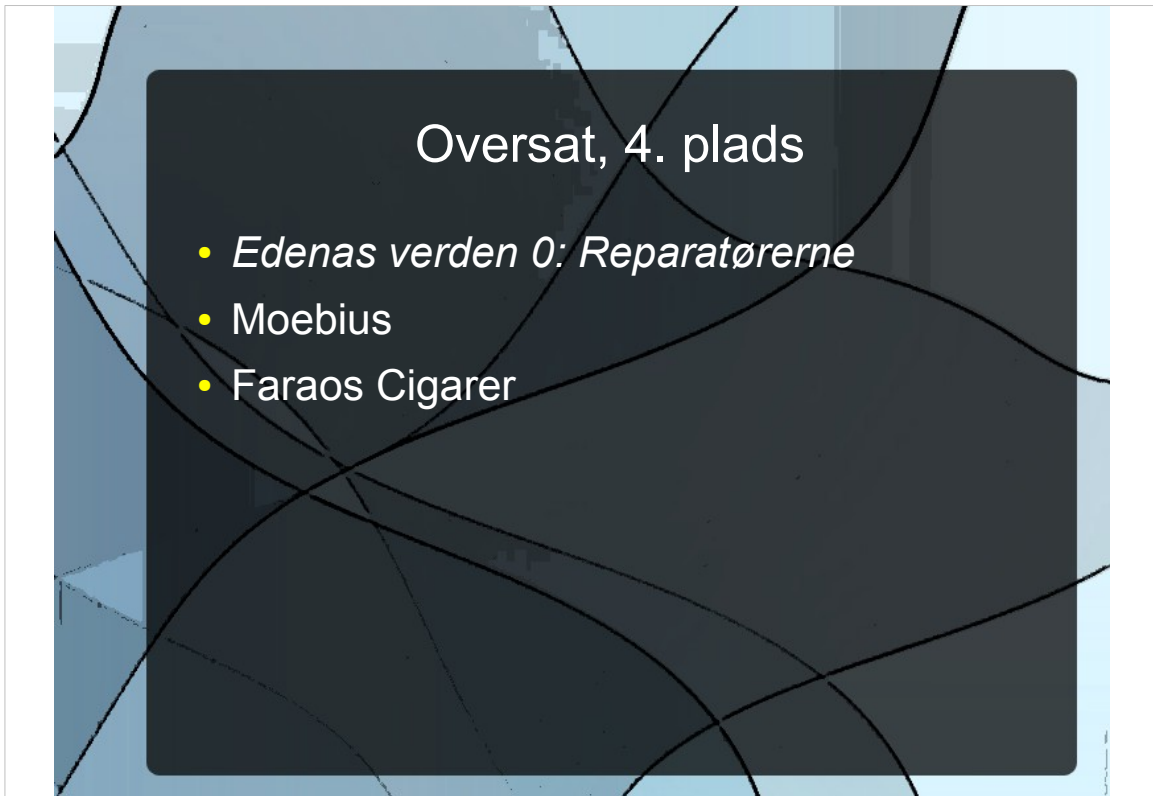 Oversat, 4. plads
• Edenas verden 0: Reparatørerne
• Moebius
• Faraos Cigarer